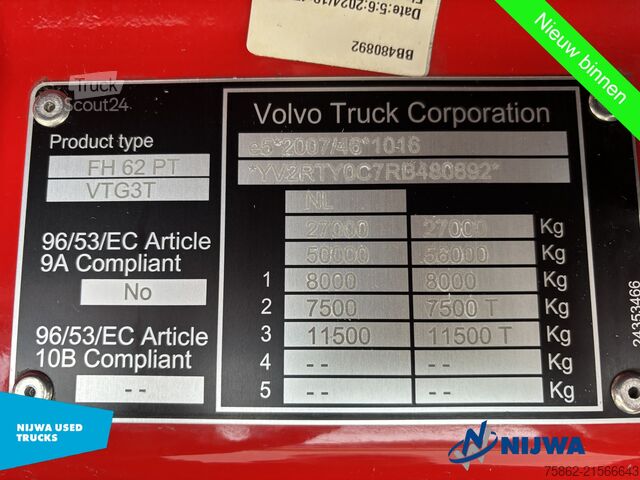 BB480892
Nieuw binnen
Truck
Scout24
Product type
FH 62 PT
VTG3T
96/53/EC Article
9A Compliant
No
96/53/EC Article
10B Compliant
--
Volvo Truck Corporation
e5*2007/46*1016
*YV2RTY0C7RB480892*
NL
27000 27000 Kg
50000 56000 Kg
1 8000 8000 Kg
2 7500 7500 T Kg
3 11500 11500 T Kg
4 -- -- Kg
5 -- -- Kg
24353466
NIJWA USED
TRUCKS
NIJWA
75862-21566643